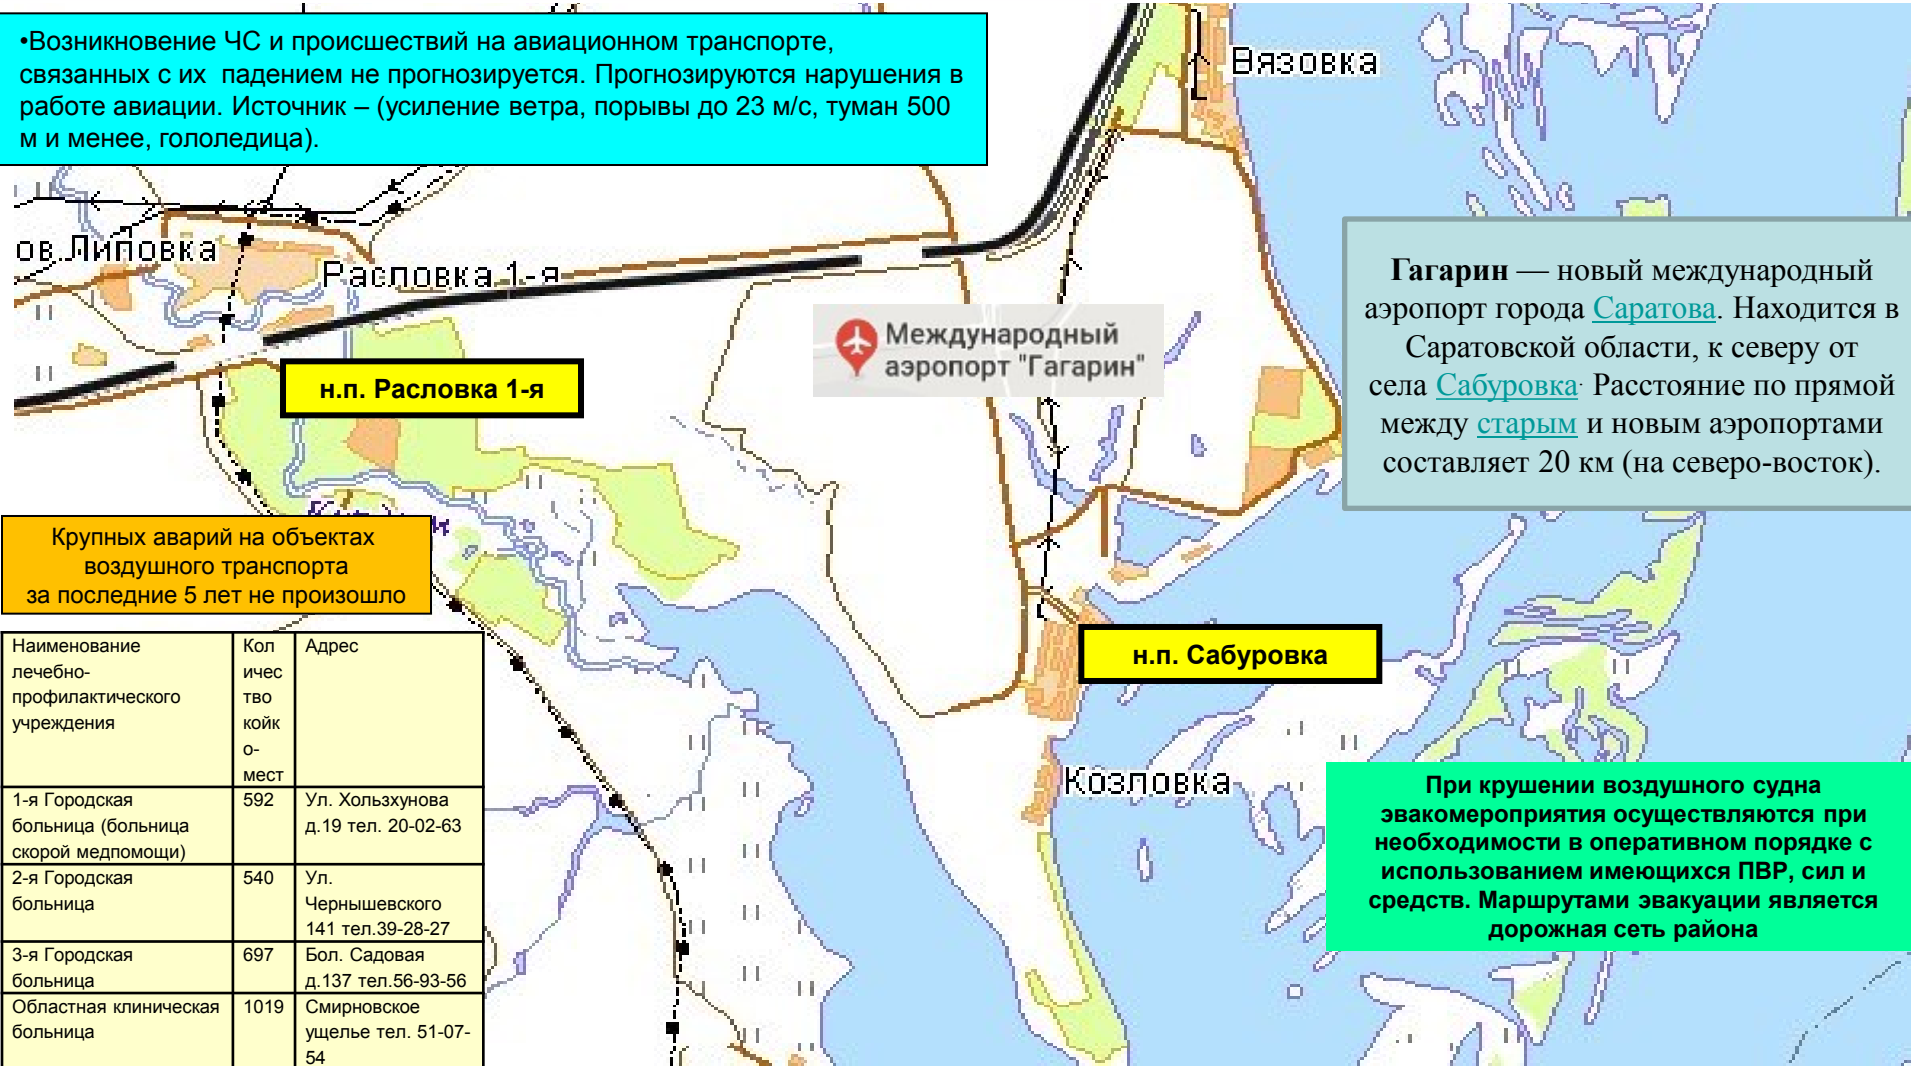 •Возникновение ЧС и происшествий на авиационном транспорте,
связанных с их падением не прогнозируется. Прогнозируются нарушения в
работе авиации. Источник – (усиление ветра, порывы до 23 м/с, туман 500
м и менее, гололедица).
Вязовка
ов.Липовка
Расловка 1-я
Международный
аэропорт "Гагарин"
Гагарин — новый международный
аэропорт города Саратова. Находится в
Саратовской области, к северу от
села Сабуровка. Расстояние по прямой
между старым и новым аэропортами
составляет 20 км (на северо-восток).
н.п. Расловка 1-я
Крупных аварий на объектах
воздушного транспорта
за последние 5 лет не произошло
н.п. Сабуровка
Козловка
При крушении воздушного судна
эвакомероприятия осуществляются при
необходимости в оперативном порядке с
использованием имеющихся ПВР, сил и
средств. Маршрутами эвакуации является
дорожная сеть района
Наименование
лечебно-
профилактического
учреждения
Кол
ичес
тво
койк
о-
мест
Адрес
1-я Городская
больница (больница
скорой медпомощи)
592
Ул. Хользхунова
д.19 тел. 20-02-63
2-я Городская
больница
540
Ул.
Чернышевского
141 тел.39-28-27
3-я Городская
больница
697
Бол. Садовая
д.137 тел.56-93-56
Областная клиническая
больница
1019
Смирновское
ущелье тел. 51-07-
54